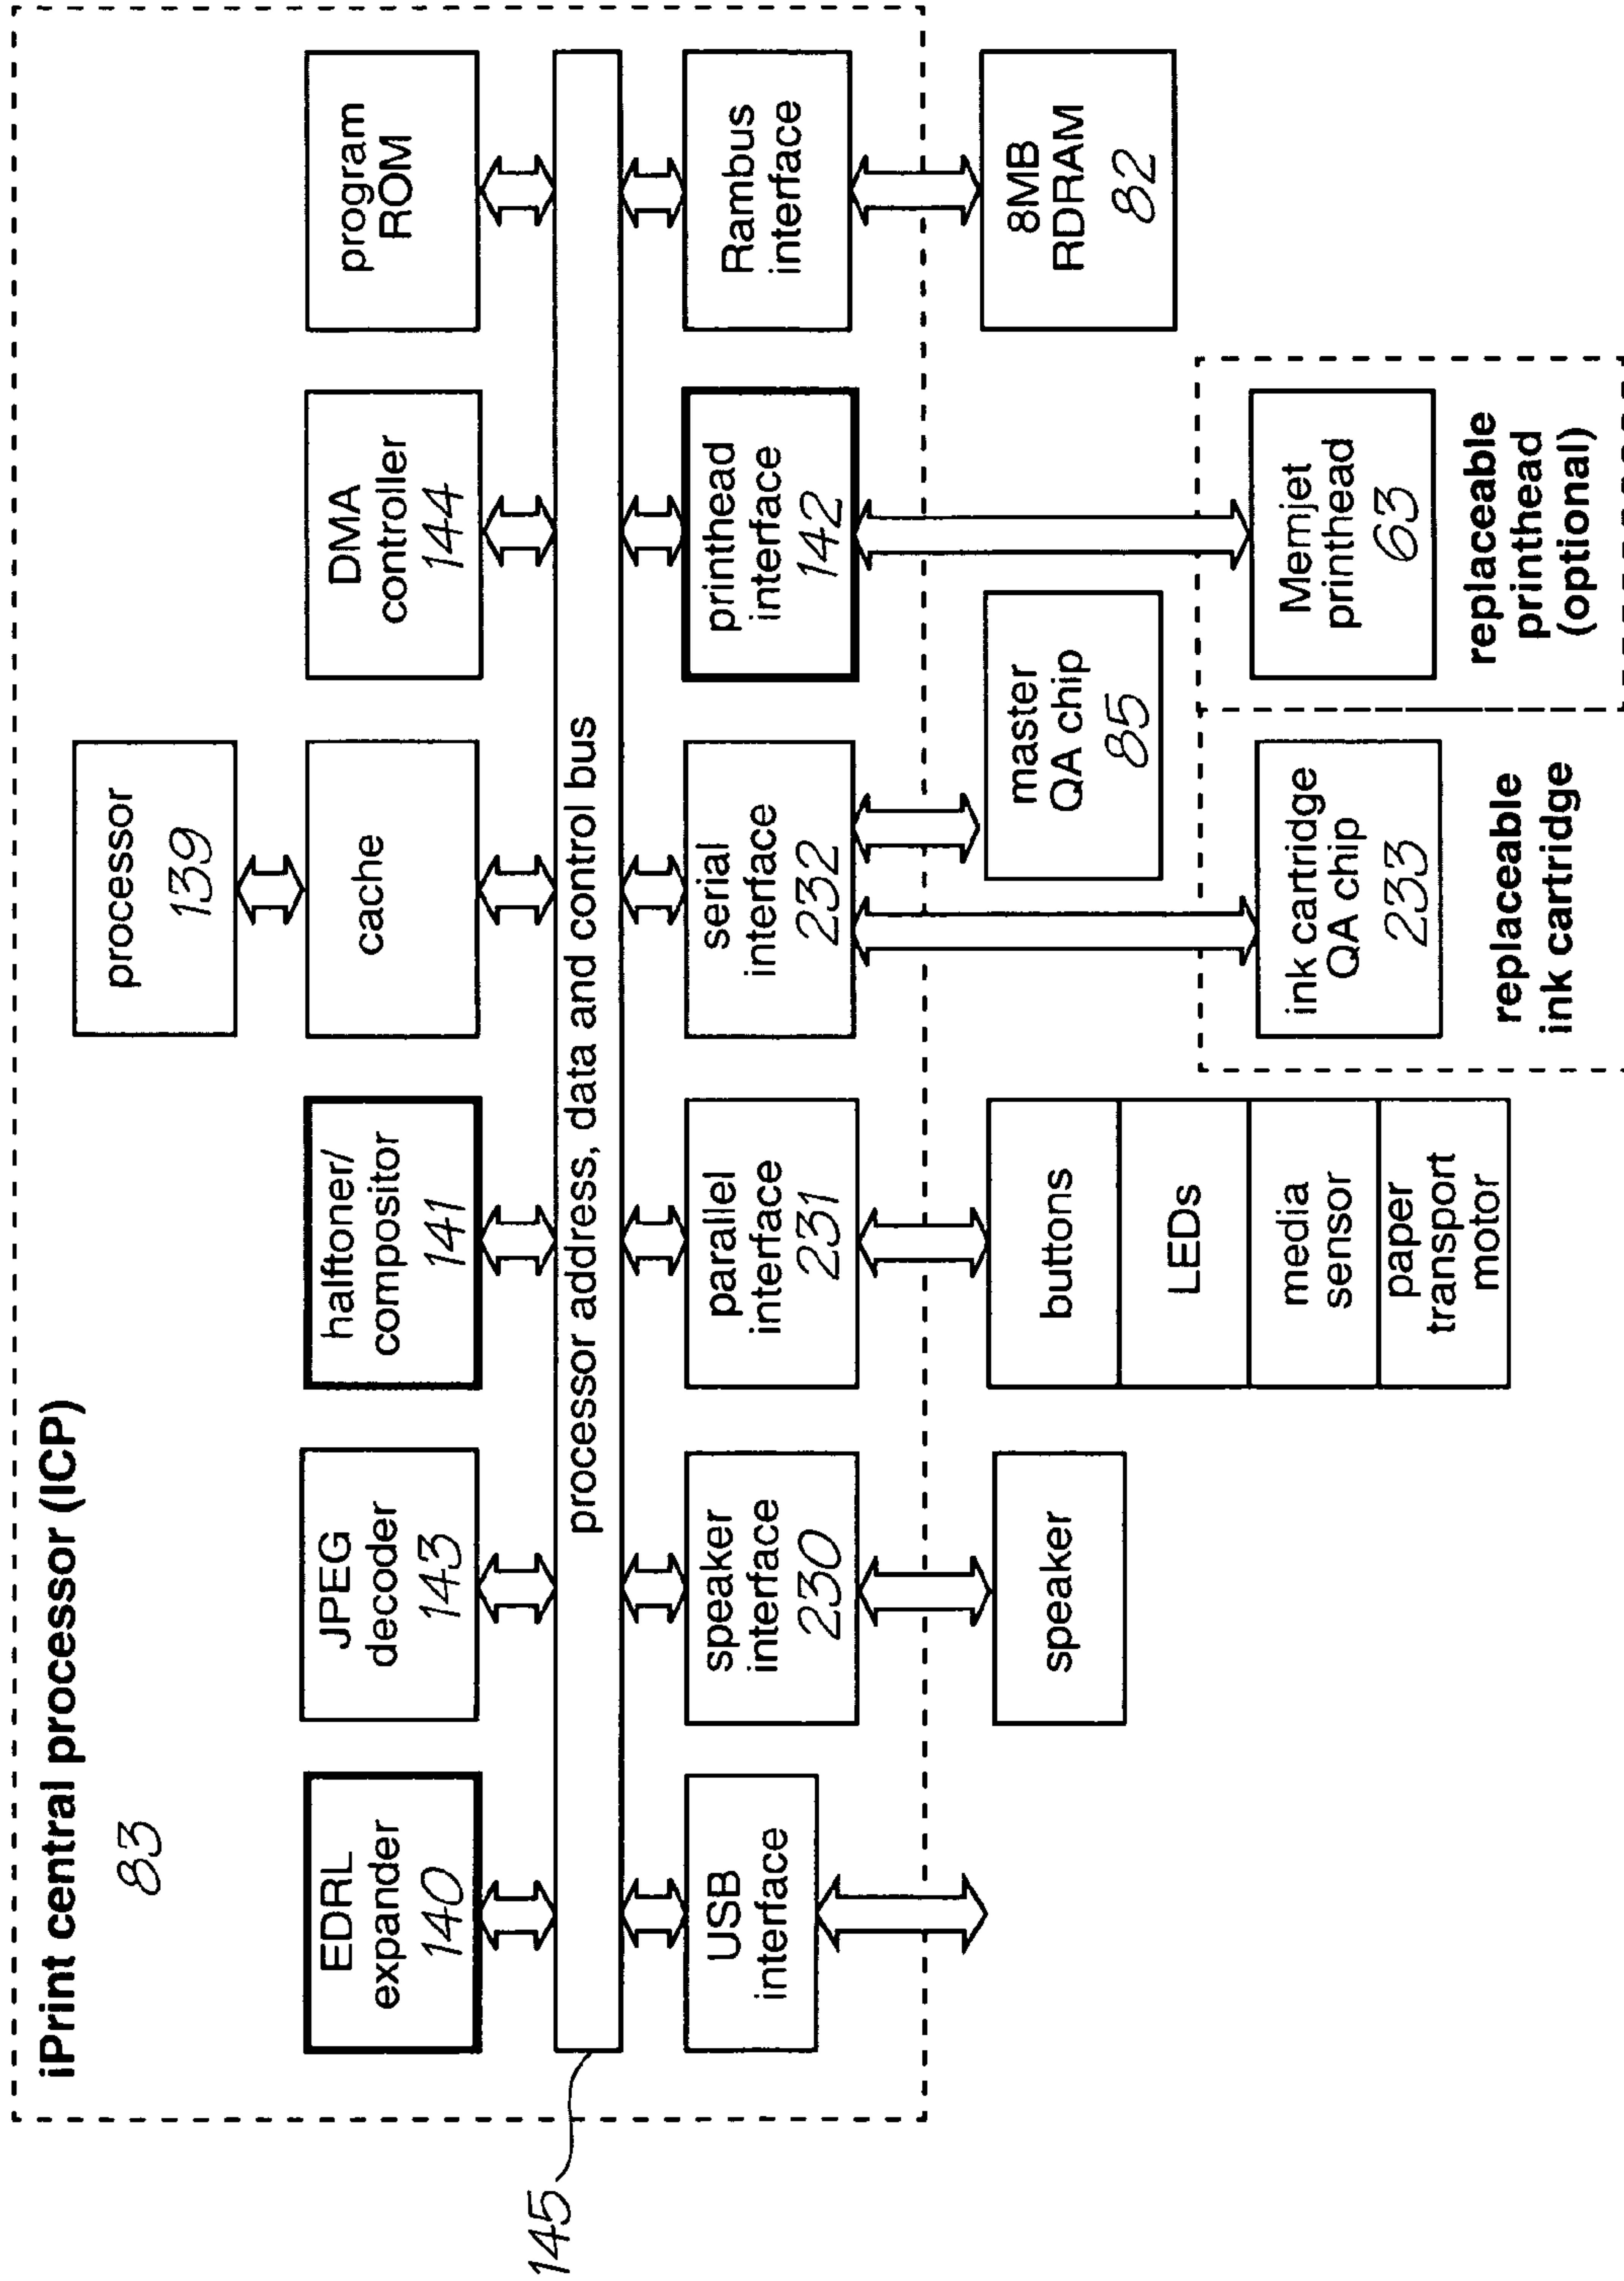 iPrint central processor (ICP)
83
processor
139
EDRL
expander
140
JPEG
decoder
143
halftoner/
compositor
141
cache
DMA
controller
144
program
ROM
145
processor address, data and control bus
USB
interface
speaker
interface
230
parallel
interface
231
serial
interface
232
printhead
interface
142
Rambus
interface
speaker
buttons
LEDs
media
sensor
paper
transport
motor
master
QA chip
85
8MB
RDRAM
82
ink cartridge
QA chip
233
replaceable
ink cartridge
Memjet
printhead
63
replaceable
printhead
(optional)